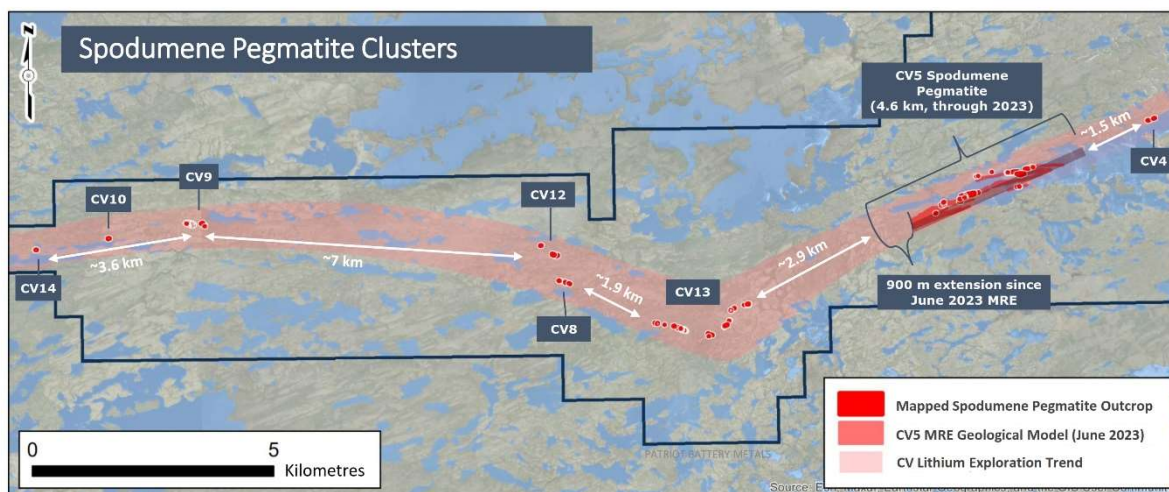 Spodumene Pegmatite Clusters
CV5 Spodumene
Pegmatite
(4.6 km, through 2023)
~1.5 km
CV4
CV9
CV10
CV12
~3.6 km
~7 km
CV14
CV8
~1.9 km
CV13
~2.9 km
900 m extension since
June 2023 MRE
0
5
Kilometres
PATRIOT BATTERY METALS
Mapped Spodumene Pegmatite Outcrop
CV5 MRE Geological Model (June 2023)
CV Lithium Exploration Trend
Source: